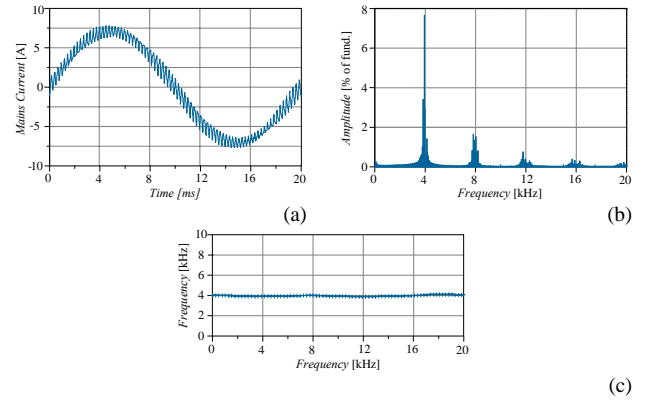 10
5
0
-5
-10
Mains Current [A]
0 4 8 12 16 20
Time [ms]
(a)
8
6
4
2
0
Amplitude [% of fund.]
0 4 8 12 16 20
Frequency [kHz]
(b)
10
8
6
4
2
0
Frequency [kHz]
0 4 8 12 16 20
Frequency [kHz]
(c)